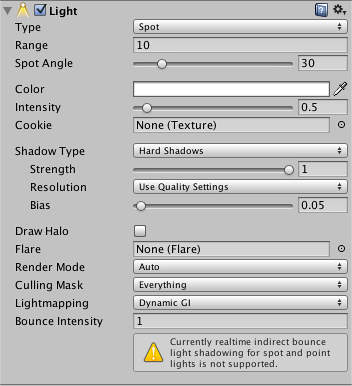 Light
Type Spot
Range 10
Spot Angle 30
Color
Intensity 0.5
Cookie None (Texture)
Shadow Type Hard Shadows
Strength 1
Resolution Use Quality Settings
Bias 0.05
Draw Halo
Flare None (Flare)
Render Mode Auto
Culling Mask Everything
Lightmapping Dynamic GI
Bounce Intensity 1
Currently realtime indirect bounce
light shadowing for spot and point
lights is not supported.